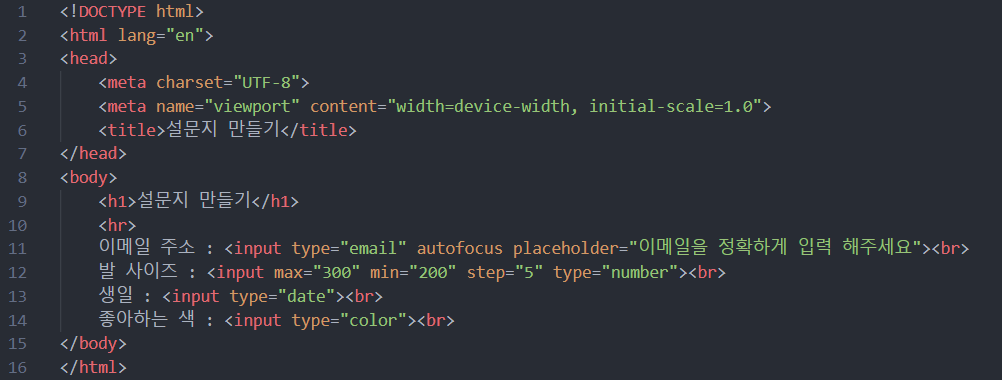 1 <!DOCTYPE html>
2 <html lang="en">
3 <head>
4     <meta charset="UTF-8">
5     <meta name="viewport" content="width=device-width, initial-scale=1.0">
6     <title>설문지 만들기</title>
7 </head>
8 <body>
9     <h1>설문지 만들기</h1>
10     <hr>
11     이메일 주소 : <input type="email" autofocus placeholder="이메일을 정확하게 입력 해주세요"><br>
12     발 사이즈 : <input max="300" min="200" step="5" type="number"><br>
13     생일 : <input type="date"><br>
14     좋아하는 색 : <input type="color"><br>
15 </body>
16 </html>